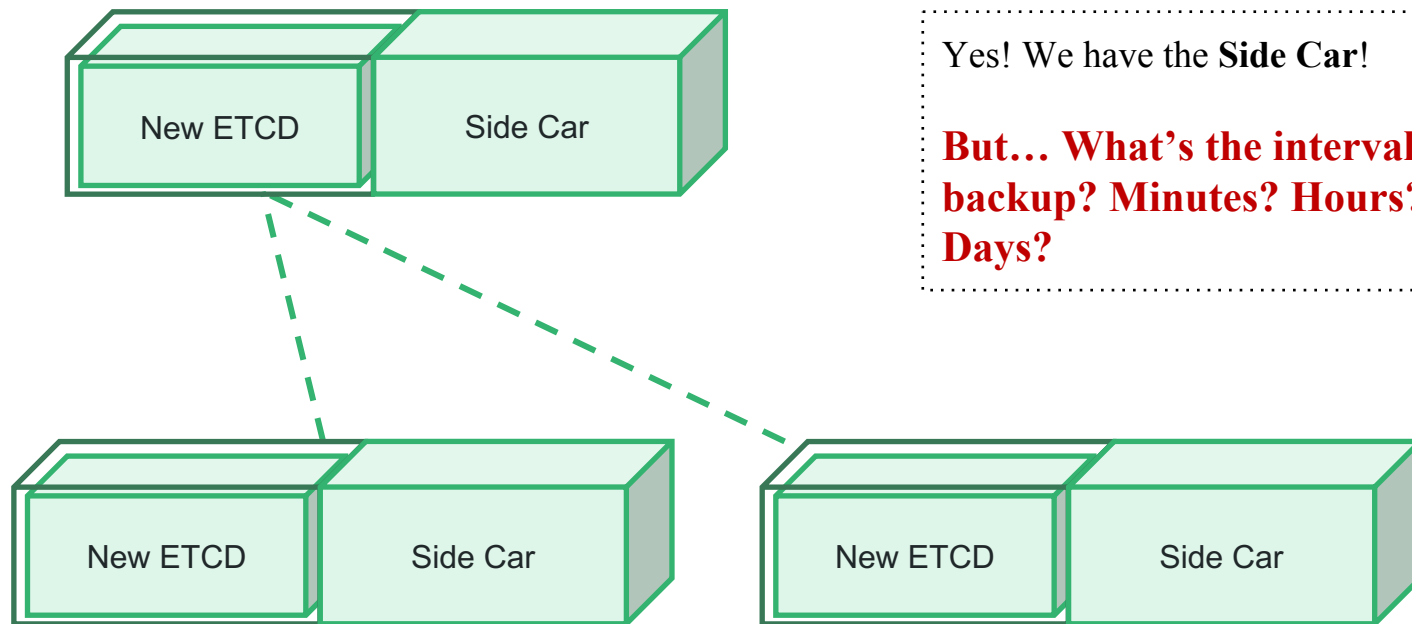 New ETCD
Side Car
Yes! We have the Side Car!
But… What’s the interval
backup? Minutes? Hours?
Days?
New ETCD
Side Car
New ETCD
Side Car